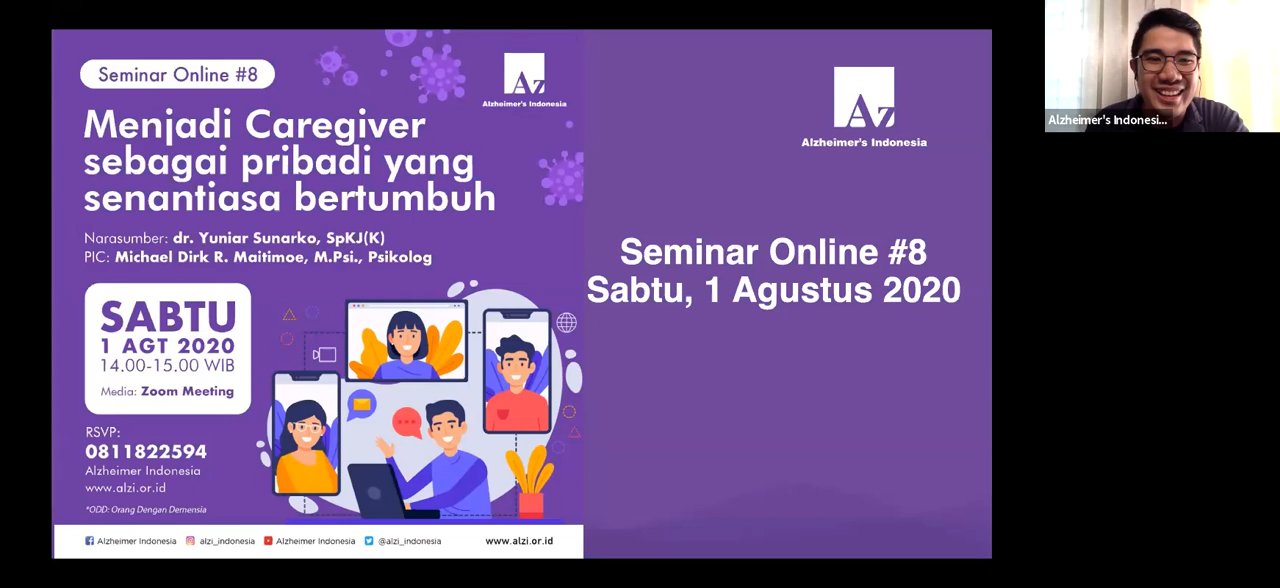 Seminar Online #8
Az
Alzheimer's Indonesia
Menjadi Caregiver
sebagai pribadi yang
senantiasa bertumbuh
Narasumber: dr. Yuniar Sunarko, SpKJ(K)
PIC: Michael Dirk R. Maitimoe, M.Psi., Psikolog
SABTU
1 AGT 2020
14.00-15.00 WIB
Media: Zoom Meeting
RSVP:
0811822594
Alzheimer Indonesia
www.alzi.or.id
*ODD: Orang Dengan Demensia
Alzheimer Indonesia alzi_indonesia Alzheimer Indonesia @alzi_indonesia www.alzi.or.id
Az
Alzheimer's Indonesia
Seminar Online #8
Sabtu, 1 Agustus 2020
Alzheimer's Indonesi...